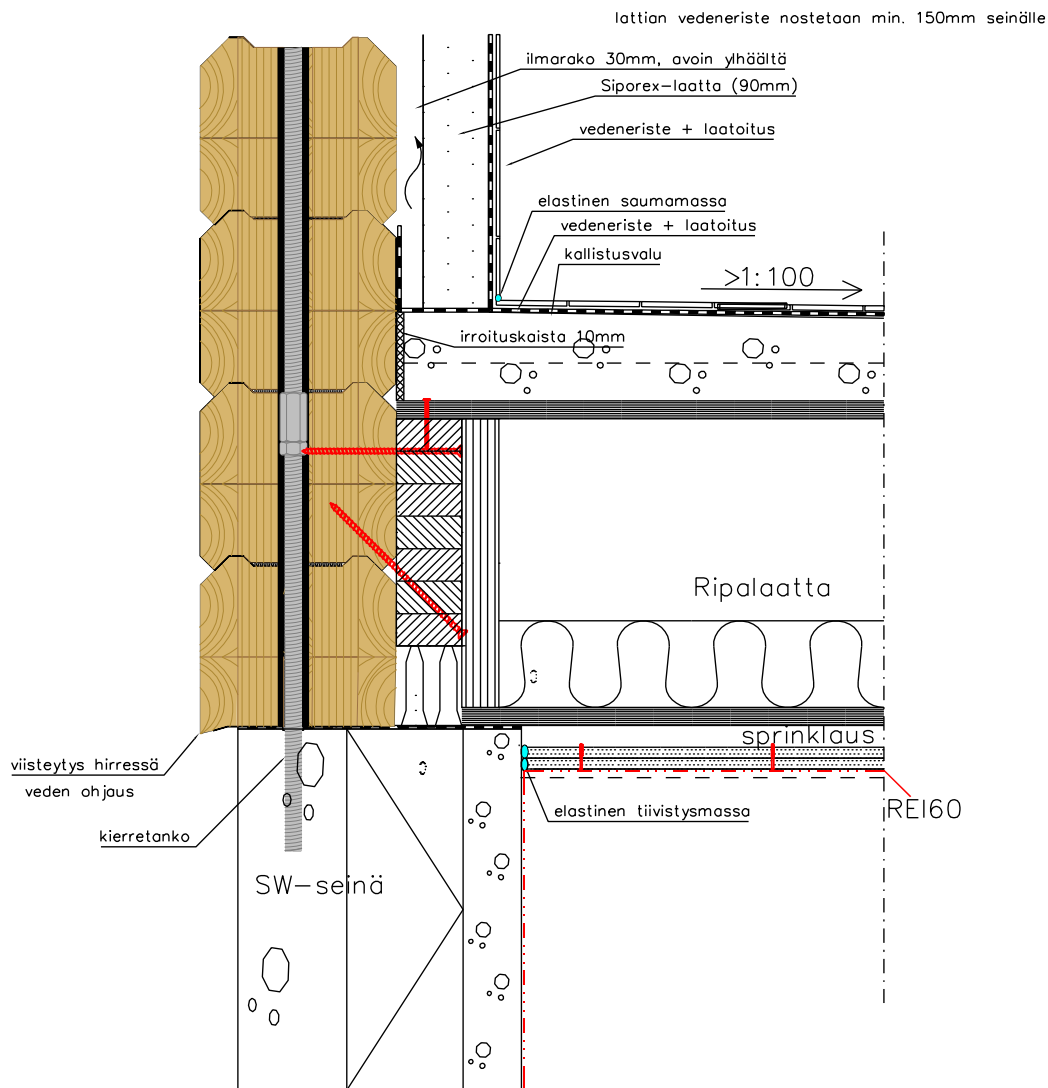 lattian vedeneriste nostetaan min. 150mm seinälle
ilmarako 30mm, avoin ylhäältä
Siporex-laatta (90mm)
vedeneriste + laatoitus
elastinen saumamassa
vedeneriste + laatoitus
kallistusvalu
>1:100
irroituskaista 10mm
Ripalaatta
sprinklaus
viisteytys hirressä
veden ohjaus
kierretanko
elastinen tiivistysmassa
REI60
SW-seinä